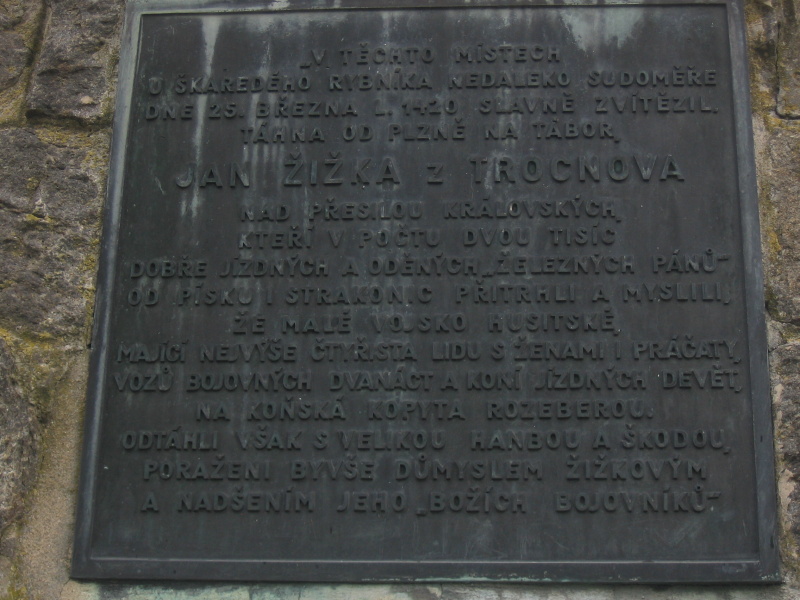 „V TĚCHTO MÍSTECH
U ŠKAREDÉHO RYBNÍKA NEDALEKO SUDOMĚŘE
DNE 25. BŘEZNA L. 1420 SLAVNĚ ZVÍTĚZIL,
TÁHNA OD PLZNĚ NA TÁBOR,
JAN ŽIŽKA z TROCNOVA
NAD PŘESILOU KRÁLOVSKÝCH,
KTEŘÍ V POČTU DVOU TISÍC
DOBŘE JÍZDNÝCH A ODĚNÝCH „ŽELEZNÝCH PÁNŮ“
OD PÍSKU I STRAKONIC PŘITRHLI A MYSLILI,
ŽE MALÉ VOJSKO HUSITSKÉ,
MAJÍCÍ NEJVÝŠE ČTYŘISTA LIDU S ŽENAMI I PRÁČATY,
VOZŮ BOJOVNÝCH DVANÁCT A KONÍ JÍZDNÝCH DEVĚT,
NA KOŇSKÁ KOPYTA ROZEBEROU.
ODTÁHLI VŠAK S VELIKOU HANBOU A ŠKODOU,
PORAŽENI BYVŠE DŮMYSLEM ŽIŽKOVÝM
A NADŠENÍM JEHO „BOŽÍCH BOJOVNÍKŮ“